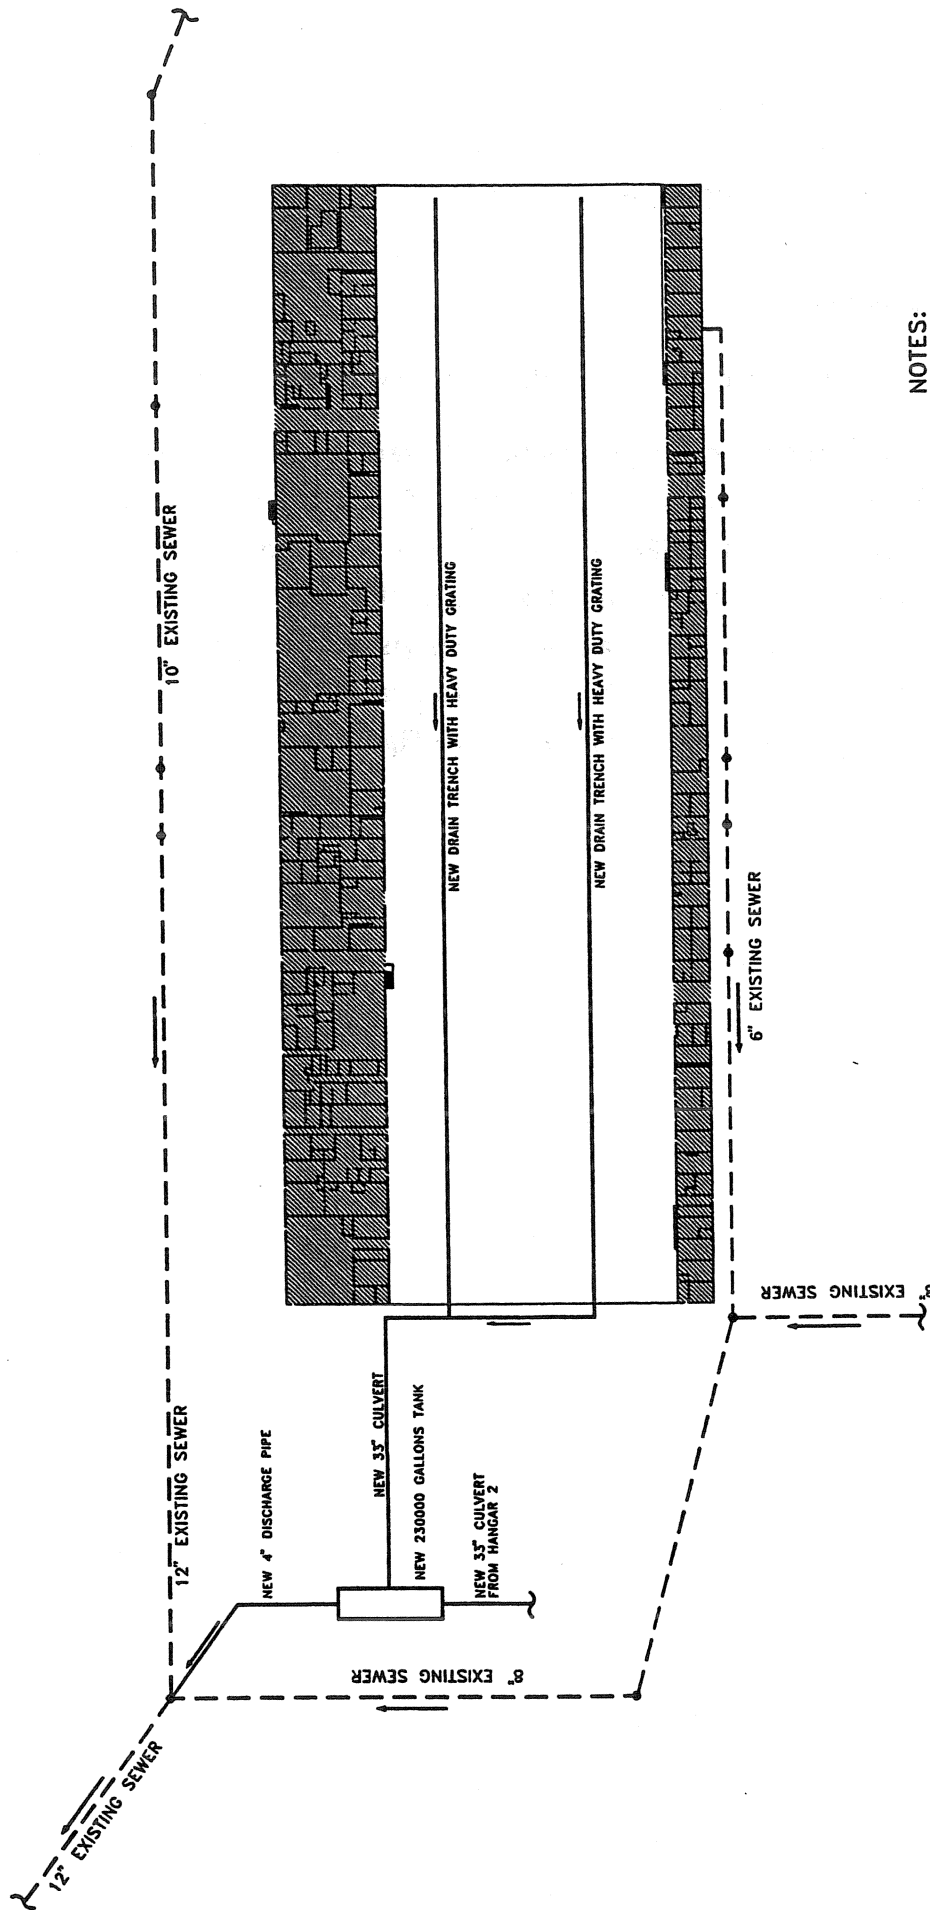 10" EXISTING SEWER
12" EXISTING SEWER
12" EXISTING SEWER
NEW 4" DISCHARGE PIPE
NEW 33" CULVERT
NEW 230000 GALLONS TANK
NEW 33" CULVERT
FROM HANGAR 2
8" EXISTING SEWER
NEW DRAIN TRENCH WITH HEAVY DUTY GRATING
NEW DRAIN TRENCH WITH HEAVY DUTY GRATING
6" EXISTING SEWER
EXISTING SEWER
NOTES: